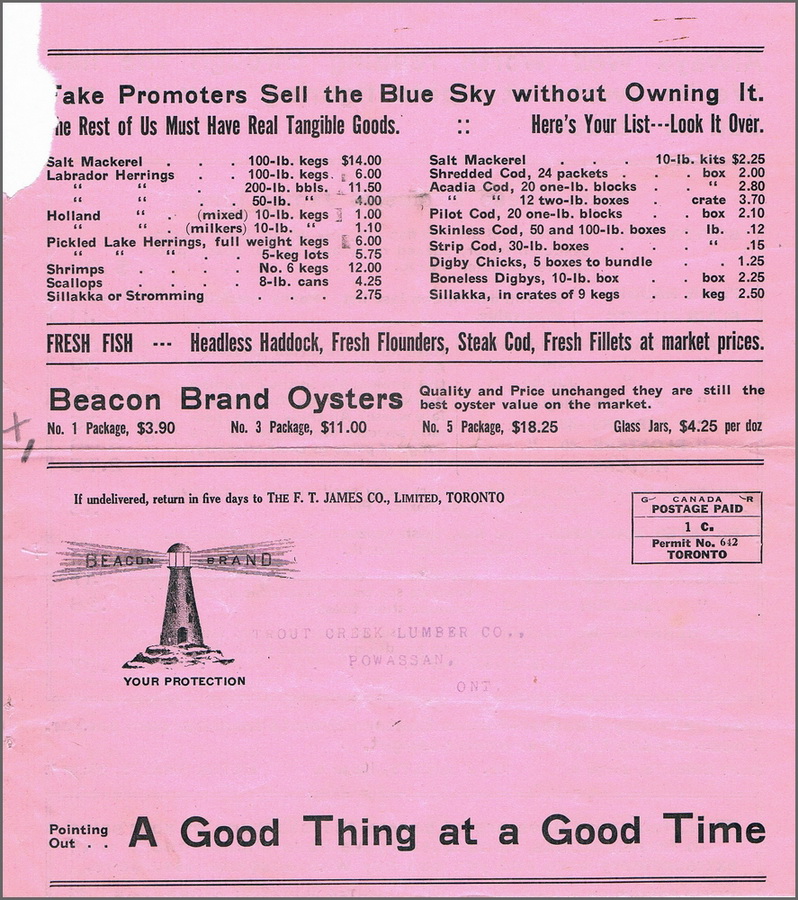 ake Promoters Sell the Blue Sky without Owning It.
he Rest of Us Must Have Real Tangible Goods. :: Here's Your List---Look It Over.
Salt Mackerel . . . 100-lb. kegs $14.00
Labrador Herrings . . 100-lb. kegs. 6.00
“ “ . 200-lb. bbls. . 11.50
“ “ . . 50-lb. “ 4.00
Holland “ . (mixed) 10-lb. kegs 1.00
“ “ . (milkers) 10-lb. “ 1.10
Pickled Lake Herrings, full weight kegs 6.00
“ “ “ . . 5-keg lots 5.75
Shrimps . . . . No. 6 kegs 12.00
Scallops . . . . 8-lb. cans 4.25
Sillakka or Stromming . . . 2.75
Salt Mackerel . . . 10-lb. kits $2.25
Shredded Cod, 24 packets . . box 2.00
Acadia Cod, 20 one-lb. blocks . . “ 2.80
“ “ 12 two-lb. boxes . crate 3.70
Pilot Cod, 20 one-lb. blocks . . box 2.10
Skinless Cod, 50 and 100-lb. boxes . lb. .12
Strip Cod, 30-lb. boxes . . . “ .15
Digby Chicks, 5 boxes to bundle . . 1.25
Boneless Digbys, 10-lb. box . . box 2.25
Sillakka, in crates of 9 kegs . . keg 2.50
FRESH FISH --- Headless Haddock, Fresh Flounders, Steak Cod, Fresh Fillets at market prices.
Beacon Brand Oysters Quality and Price unchanged they are still the
best oyster value on the market.
No. 1 Package, $3.90 No. 3 Package, $11.00 No. 5 Package, $18.25 Glass Jars, $4.25 per doz
If undelivered, return in five days to THE F. T. JAMES CO., LIMITED, TORONTO
G CANADA R
POSTAGE PAID
1 C.
Permit No. 642
TORONTO
BEACON BRAND
YOUR PROTECTION
TROUT CREEK LUMBER CO.,
POWASSAN,
ONT.
Pointing
Out . . A Good Thing at a Good Time